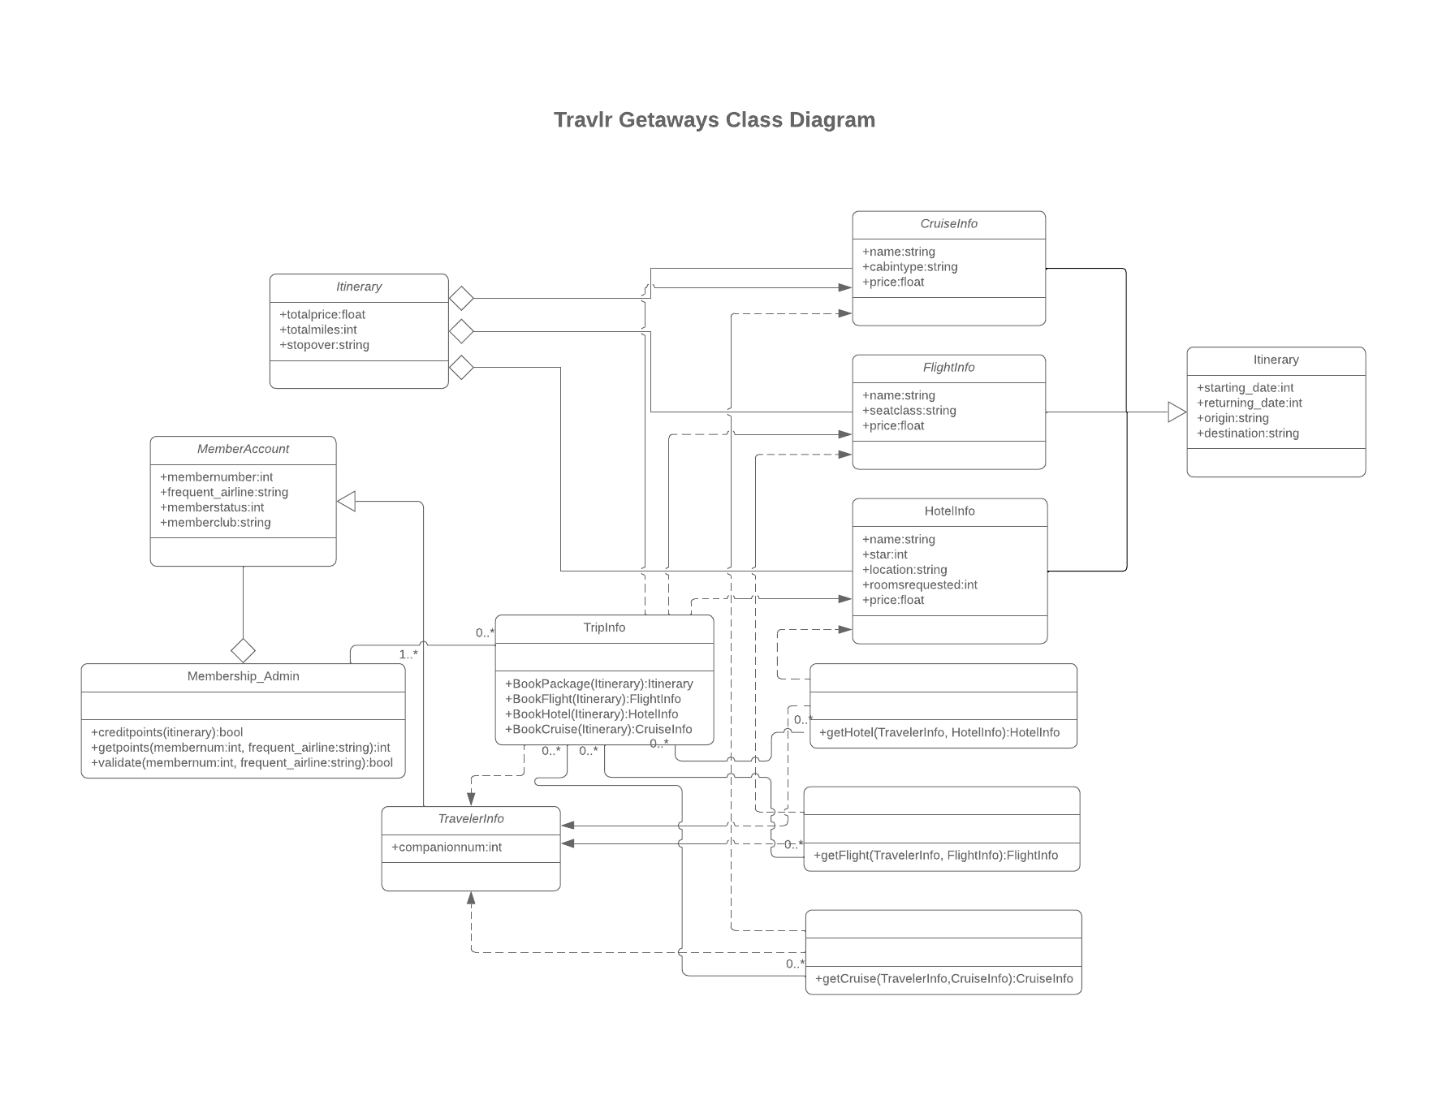 Travlr Getaways Class Diagram
CruiseInfo
+name:string
+cabintype:string
+price:float
Itinerary
+totalprice:float
+totalmiles:int
+stopover:string
FlightInfo
+name:string
+seatclass:string
+price:float
Itinerary
+starting_date:int
+returning_date:int
+origin:string
+destination:string
MemberAccount
+membernumber:int
+frequent_airline:string
+memberstatus:int
+memberclub:string
HotelInfo
+name:string
+star:int
+location:string
+roomsrequested:int
+price:float
0..*
1..*
TripInfo
+BookPackage(Itinerary):Itinerary
+BookFlight(Itinerary):FlightInfo
+BookHotel(Itinerary):HotelInfo
+BookCruise(Itinerary):CruiseInfo
Membership_Admin
+creditpoints(itinerary):bool
+getpoints(membernum:int, frequent_airline:string):int
+validate(membernum:int, frequent_airline:string):bool
0..*
+getHotel(TravelerInfo, HotelInfo):HotelInfo
0..*
0..*
0..*
TravelerInfo
+companionnum:int
0..*
+getFlight(TravelerInfo, FlightInfo):FlightInfo
0..*
+getCruise(TravelerInfo,CruiseInfo):CruiseInfo